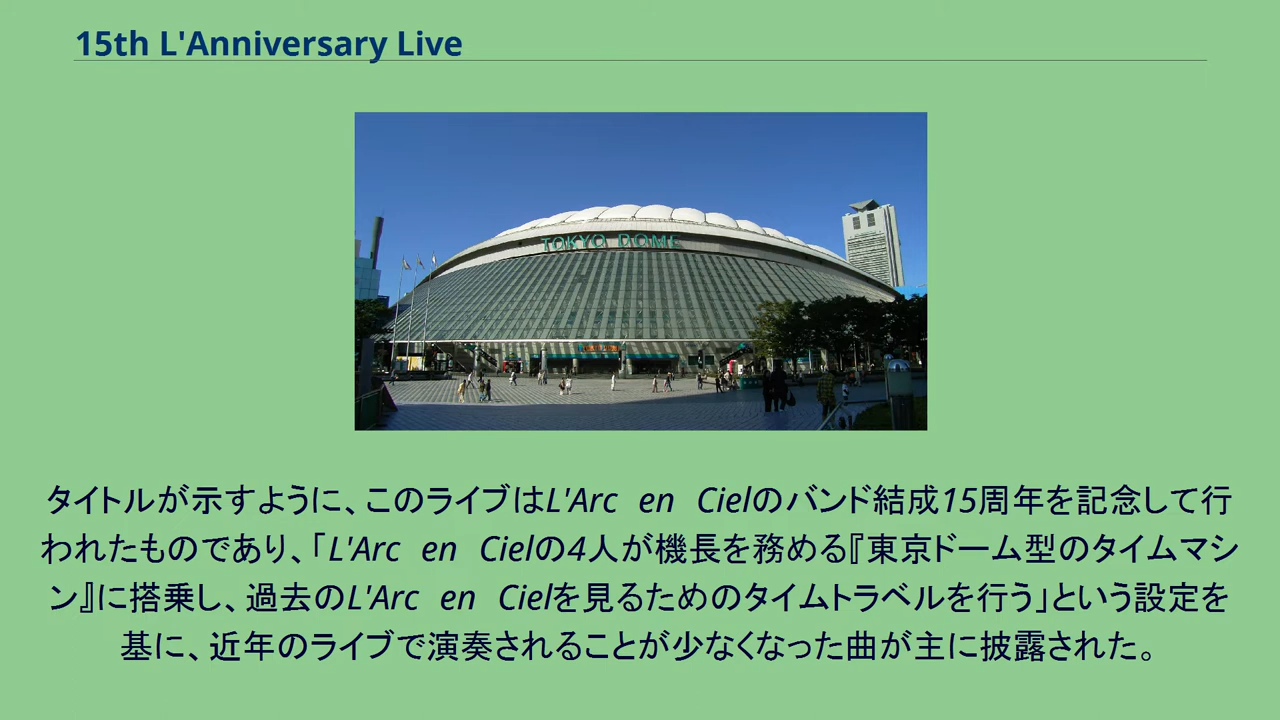 15th L'Anniversary Live
TOKYO DOME
タイトルが示すように、このライブはL'Arc en Cielのバンド結成15周年を記念して行
われたものであり、「L'Arc en Cielの4人が機長を務める『東京ドーム型のタイムマシ
ン』に搭乗し、過去のL'Arc en Cielを見るためのタイムトラベルを行う」という設定を
基に、近年のライブで演奏されることが少なくなった曲が主に披露された。